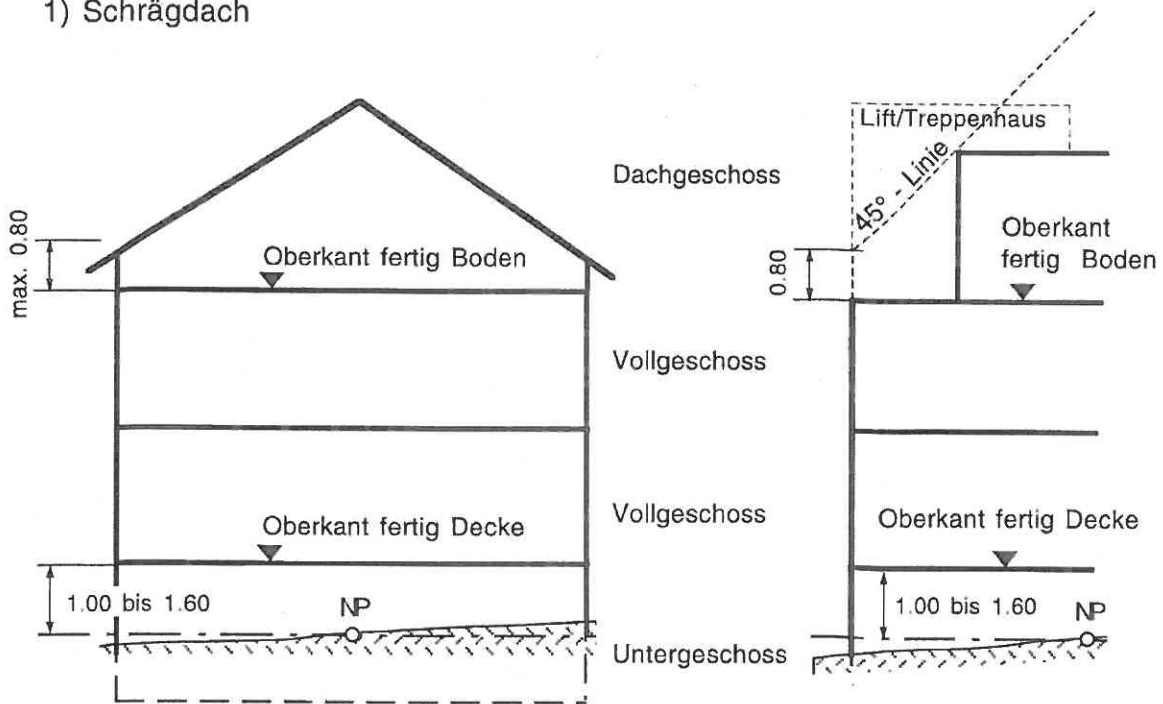 1) Schrägdach
Lift/Treppenhaus
Dachgeschoss
45° - Linie
max. 0.80
Oberkant fertig Boden
0.80
Oberkant
fertig Boden
Vollgeschoss
Oberkant fertig Decke
Vollgeschoss
Oberkant fertig Decke
1.00 bis 1.60
NP
1.00 bis 1.60
NP
Untergeschoss